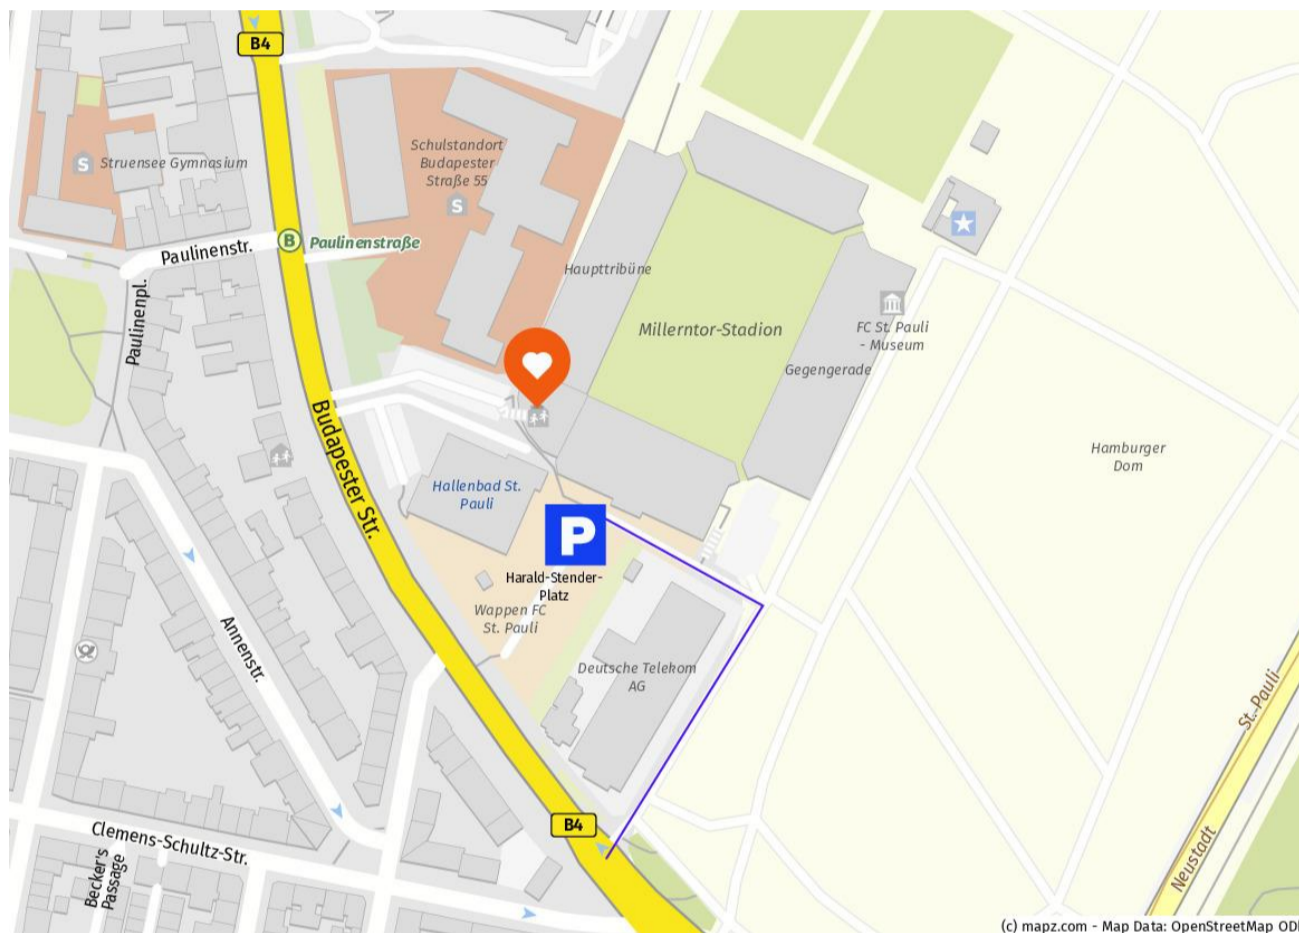 B4
Struensee Gymnasium
S
Schulstandort
Budapester
Straße 55
S
Paulinenstr.
B
Paulinenstraße
Paulinenpl.
Haupttribüne
Millerntor-Stadion
FC St. Pauli
- Museum
Gegengerade
Budapester Str.
Hamburger
Dom
Hallenbad St.
Pauli
P
Harald-Stender-
Platz
Wappen FC
St. Pauli
Annenstr.
Deutsche Telekom
AG
St.-Pauli
B4
Clemens-Schultz-Str.
Becker's
Passage
Neustadt
(c) mapz.com - Map Data: OpenStreetMap OD